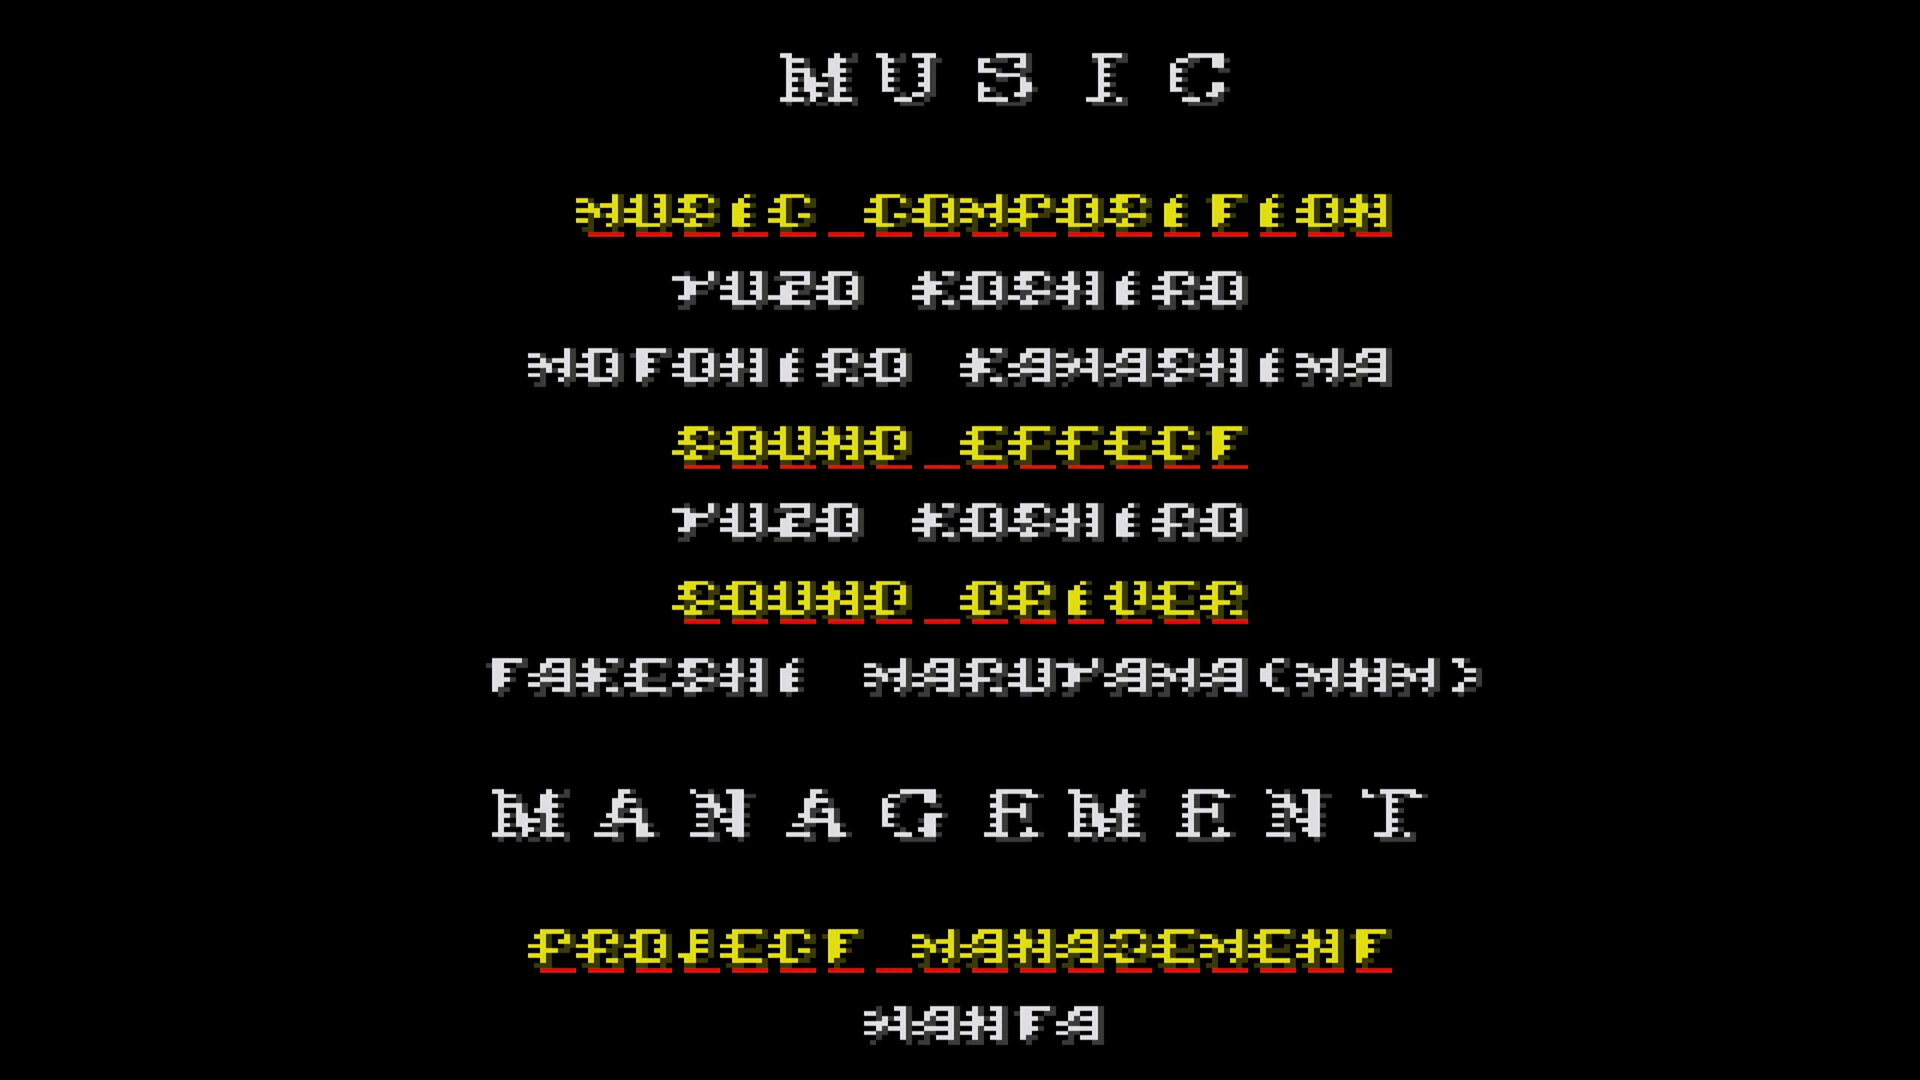 MUSIC
MUSIC COMPOSITION
YUZO KOSHIRO
MOTOHIRO KAWASHIMA
SOUND EFFECT
YUZO KOSHIRO
SOUND DRIVER
TAKESHI MARUYAMA(MNM)
MANAGEMENT
PROJECT MANAGEMENT
MANTA